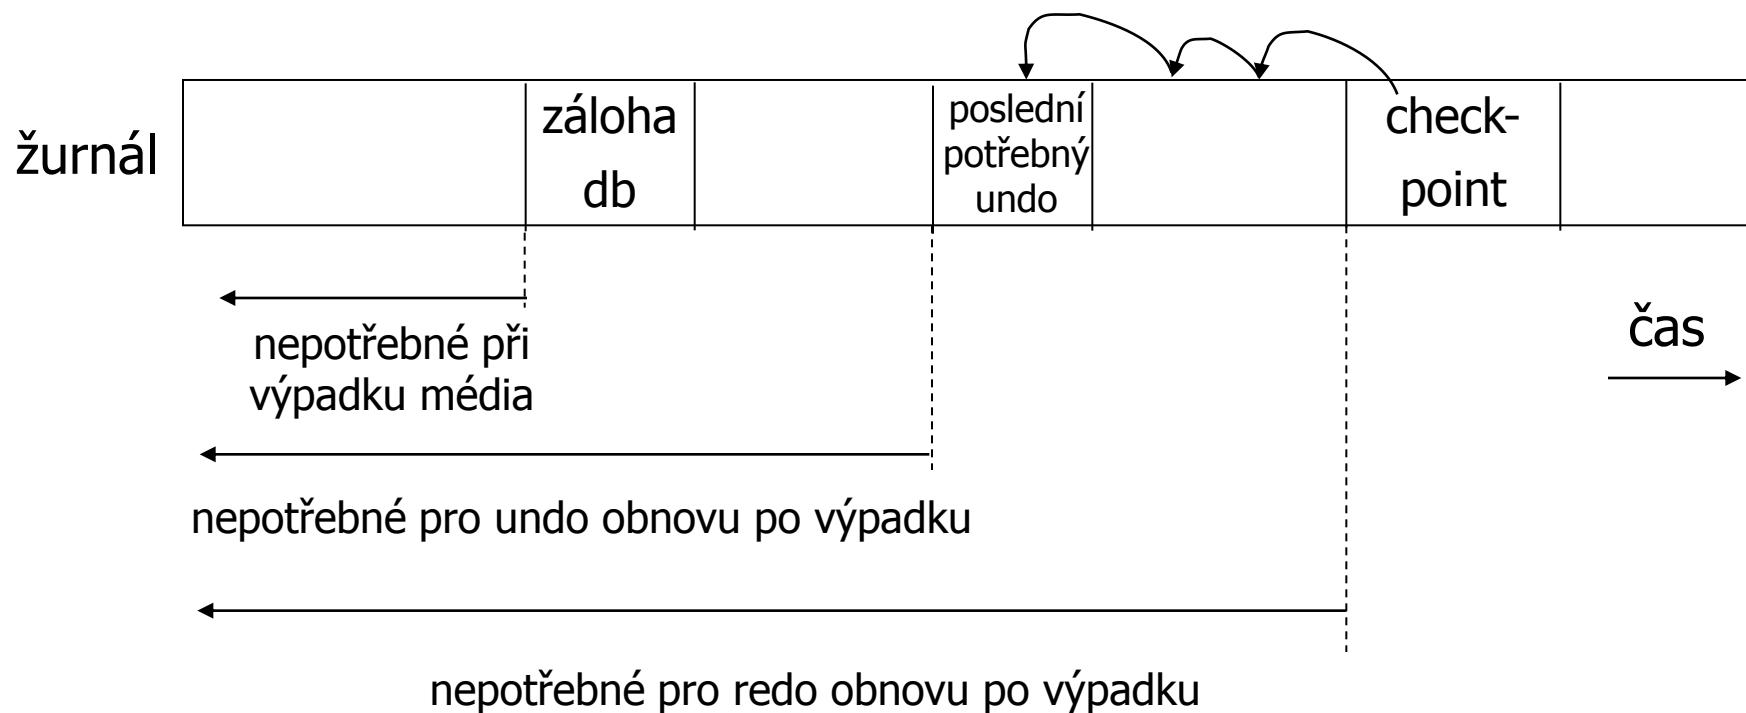 žurnál
záloha
db
poslední
potřebný
undo
check-
point
nepotřebné při
výpadku média
čas
nepotřebné pro undo obnovu po výpadku
nepotřebné pro redo obnovu po výpadku